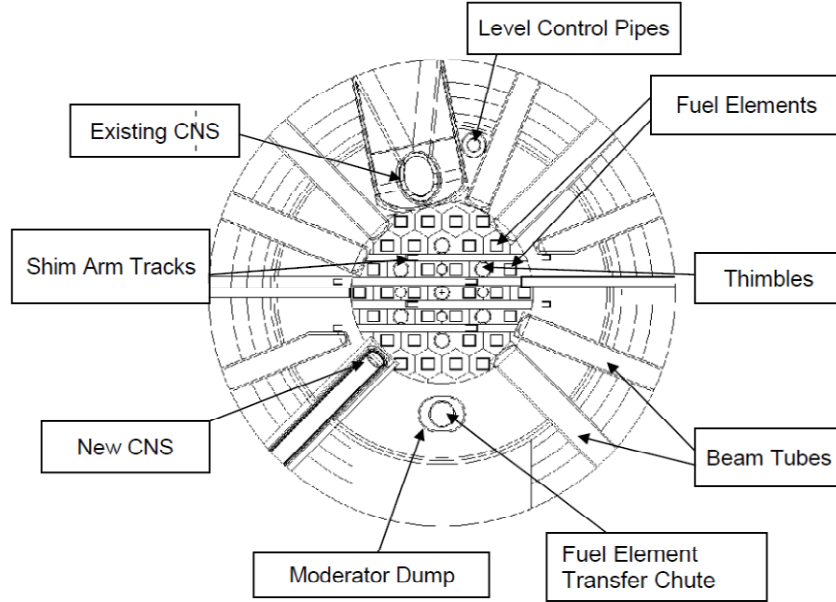 Level Control Pipes
Fuel Elements
Existing CNS
Shim Arm Tracks
Thimbles
New CNS
Beam Tubes
Moderator Dump
Fuel Element
Transfer Chute